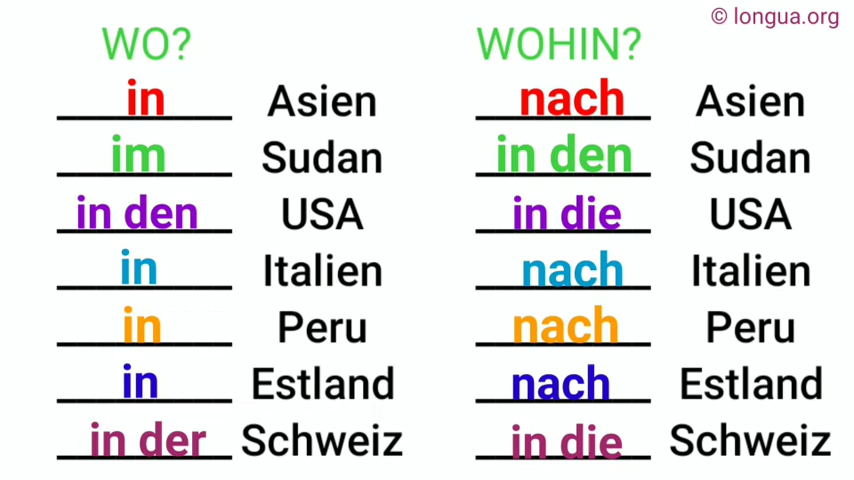 © longua.org
WO? WOHIN?
in Asien nach Asien
im Sudan in den Sudan
in den USA in die USA
in Italien nach Italien
in Peru nach Peru
in Estland nach Estland
in der Schweiz in die Schweiz